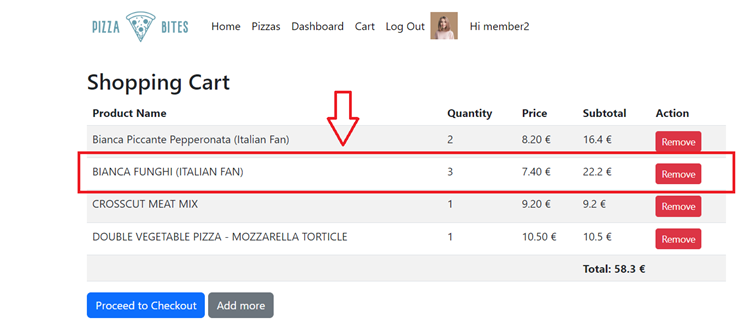 PIZZA BITES Home Pizzas Dashboard Cart Log Out Hi member2
Shopping Cart
Product Name Quantity Price Subtotal Action
Bianca Piccante Pepperonata (Italian Fan) 2 8.20 € 16.4 € Remove
BIANCA FUNGHI (ITALIAN FAN) 3 7.40 € 22.2 € Remove
CROSSCUT MEAT MIX 1 9.20 € 9.2 € Remove
DOUBLE VEGETABLE PIZZA - MOZZARELLA TORTICLE 1 10.50 € 10.5 € Remove
Total: 58.3 €
Proceed to Checkout Add more